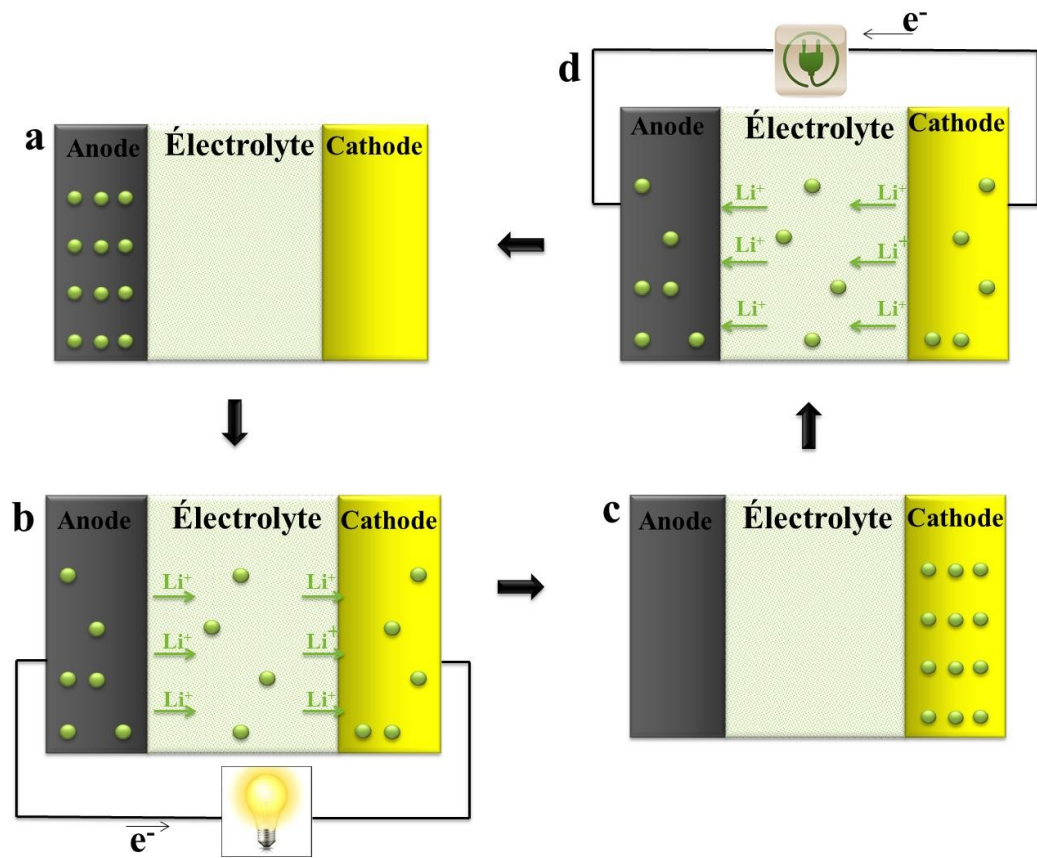 a
Anode
Électrolyte
Cathode
b
Anode
Électrolyte
Cathode
Li⁺
Li⁺
Li⁺
Li⁺
Li⁺
Li⁺
e⁻
c
Anode
Électrolyte
Cathode
d
e⁻
Anode
Électrolyte
Cathode
Li⁺
Li⁺
Li⁺
Li⁺
Li⁺
Li⁺